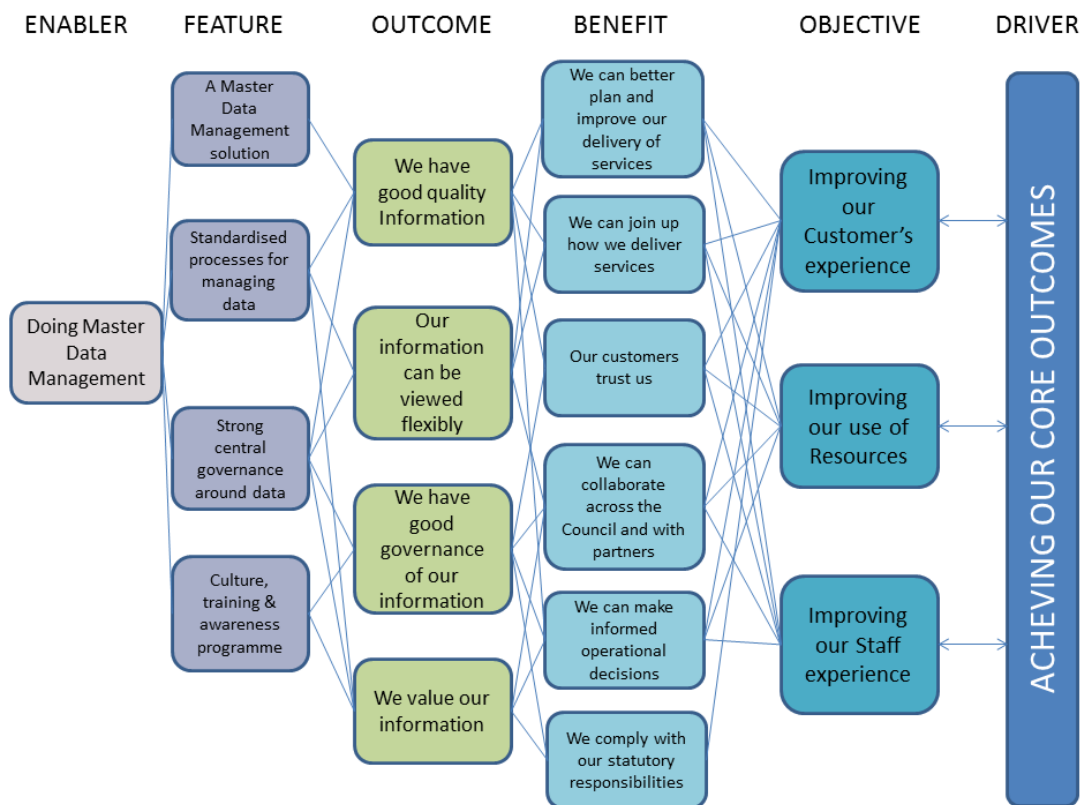 ENABLER
FEATURE
OUTCOME
BENEFIT
OBJECTIVE
DRIVER
Doing Master
Data
Management
A Master
Data
Management
solution
Standardised
processes for
managing data
Strong
central
governance
around data
Culture,
training &
awareness
programme
We have
good quality
Information
Our
information
can be
viewed
flexibly
We have
good
governance
of our
information
We value our
information
We can better
plan and
improve our
delivery of
services
We can join up
how we deliver
services
Our customers
trust us
We can
collaborate
across the
Council and with
partners
We can make
informed
operational
decisions
We comply with
our statutory
responsibilities
Improving
our
Customer’s
experience
Improving
our use of
Resources
Improving
our Staff
experience
ACHEVING OUR CORE OUTCOMES